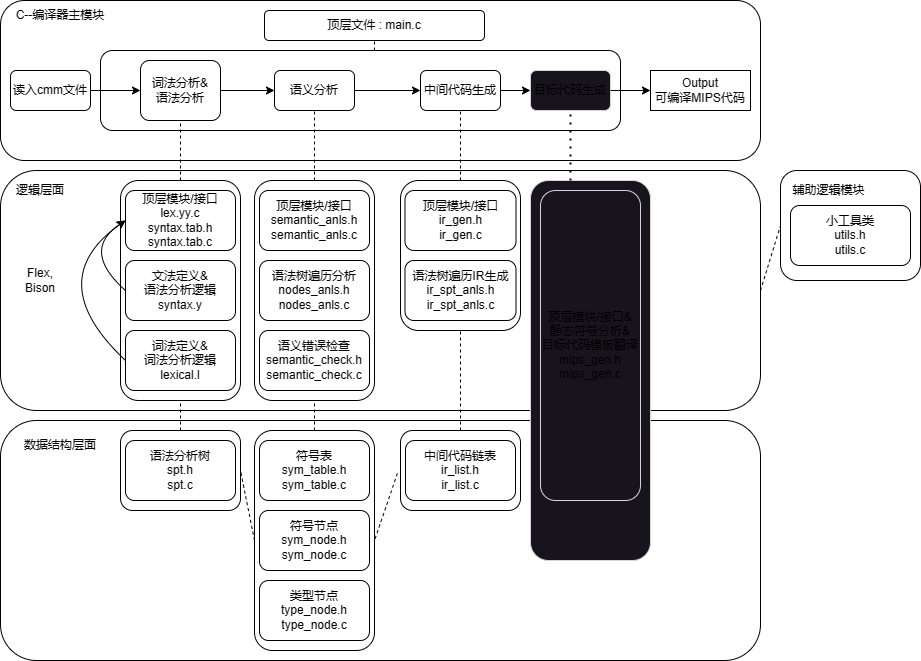 C--编译器主模块
顶层文件 : main.c
读入cmm文件
词法分析&
语法分析
语义分析
中间代码生成
目标代码生成
Output
可编译MIPS代码
逻辑层面
Flex,
Bison
顶层模块/接口
lex.yy.c
syntax.tab.h
syntax.tab.c
文法定义&
语法分析逻辑
syntax.y
词法定义&
词法分析逻辑
lexical.l
顶层模块/接口
semantic_anls.h
semantic_anls.c
语法树遍历分析
nodes_anls.h
nodes_anls.c
语义错误检查
semantic_check.h
semantic_check.c
顶层模块/接口
ir_gen.h
ir_gen.c
语法树遍历IR生成
ir_spt_anls.h
ir_spt_anls.c
顶层模块/接口&
静态符号分析&
目标代码模板翻译
mips_gen.h
mips_gen.c
辅助逻辑模块
小工具类
utils.h
utils.c
数据结构层面
语法分析树
spt.h
spt.c
符号表
sym_table.h
sym_table.c
符号节点
sym_node.h
sym_node.c
类型节点
type_node.h
type_node.c
中间代码链表
ir_list.h
ir_list.c